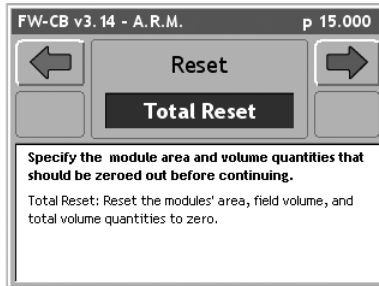 FW-CB v3.14 - A.R.M. p 15.000
Reset
Total Reset
Specify the module area and volume quantities that
should be zeroed out before continuing.
Total Reset: Reset the modules' area, field volume, and
total volume quantities to zero.